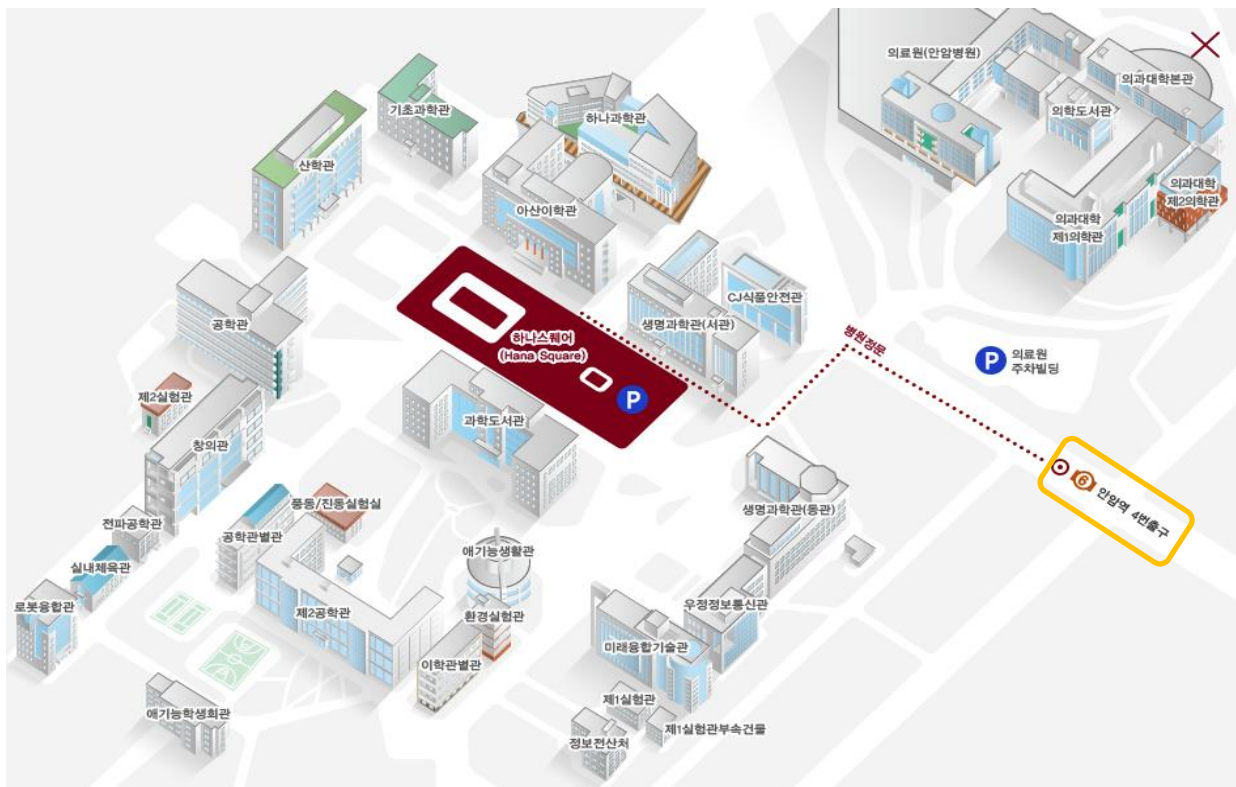 의료원(안암병원)
의과대학본관
의학도서관
기초과학관
하나과학관
산학관
의과대학
제2의학관
아산이학관
의과대학
제1의학관
CJ식품안전관
공학관
생명과학관(서관)
하나스퀘어
(Hana Square)
병원정문
P
의료원
주차빌딩
제2실험관
P
과학도서관
창의관
6 안암역 4번출구
풍동/진동실험실
생명과학관(동관)
전파공학관
공학관별관
애기능생활관
실내체육관
로봇융합관
제2공학관
환경실험관
우정정보통신관
미래융합기술관
이학관별관
제1실험관
애기능학생회관
제1실험관부속건물
정보전산처